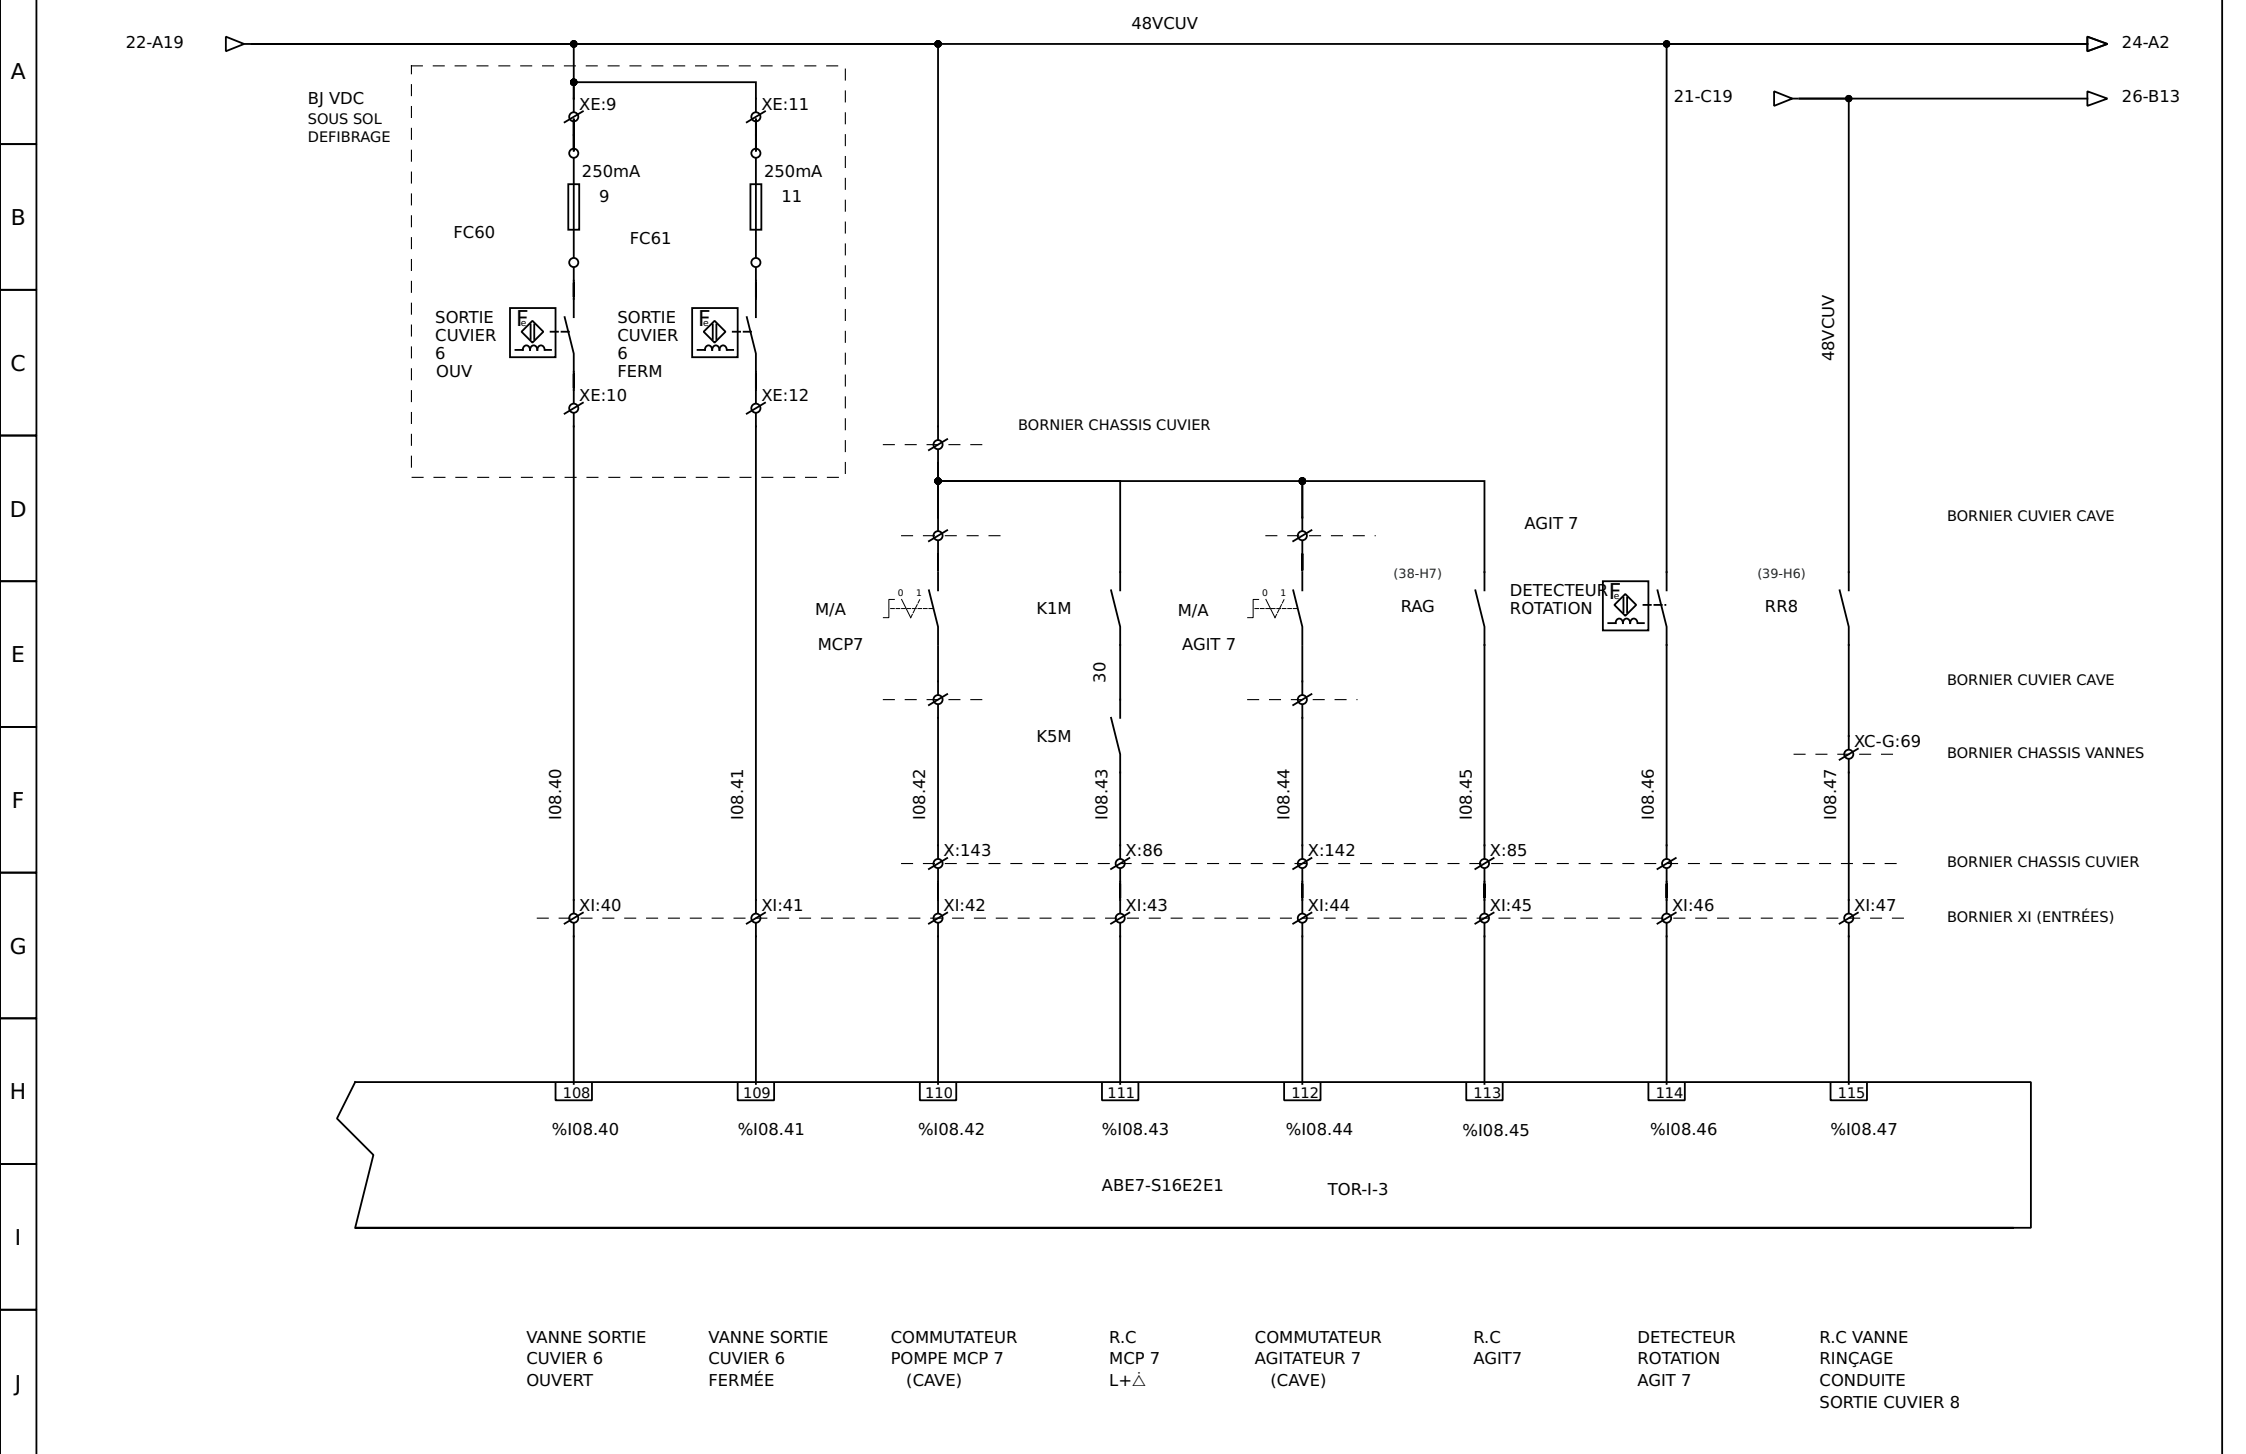 48VCUV
22-A19
24-A2
A
21-C19
26-B13
BJ VDC
SOUS SOL
DEFIBRAGE
XE:9
XE:11
250mA
9
250mA
11
B
FC60
FC61
48VCUV
SORTIE
CUVIER
6
OUV
Fe
SORTIE
CUVIER
6
FERM
Fe
C
XE:10
XE:12
BORNIER CHASSIS CUVIER
D
AGIT 7
BORNIER CUVIER CAVE
(38-H7)
(39-H6)
M/A
0 1
MCP7
K1M
M/A
0 1
AGIT 7
RAG
DETECTEUR
ROTATION
Fe
RR8
E
30
BORNIER CUVIER CAVE
K5M
XC-G:69
BORNIER CHASSIS VANNES
F
I08.40
I08.41
I08.42
I08.43
I08.44
I08.45
I08.46
I08.47
X:143
X:86
X:142
X:85
BORNIER CHASSIS CUVIER
XI:40
XI:41
XI:42
XI:43
XI:44
XI:45
XI:46
XI:47
BORNIER XI (ENTRÉES)
G
H
108
109
110
111
112
113
114
115
%I08.40
%I08.41
%I08.42
%I08.43
%I08.44
%I08.45
%I08.46
%I08.47
ABE7-S16E2E1
TOR-I-3
I
VANNE SORTIE
CUVIER 6
OUVERT
VANNE SORTIE
CUVIER 6
FERMÉE
COMMUTATEUR
POMPE MCP 7
(CAVE)
R.C
MCP 7
L+△
COMMUTATEUR
AGITATEUR 7
(CAVE)
R.C
AGIT7
DETECTEUR
ROTATION
AGIT 7
R.C VANNE
RINÇAGE
CONDUITE
SORTIE CUVIER 8
J